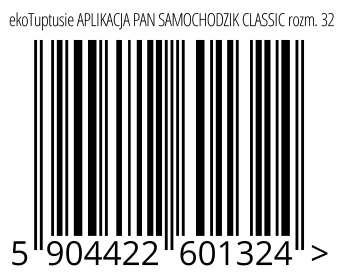 ekoTuptusie APLIKACJA PAN SAMOCHODZIK CLASSIC rozm. 32
5 904422 601324 >